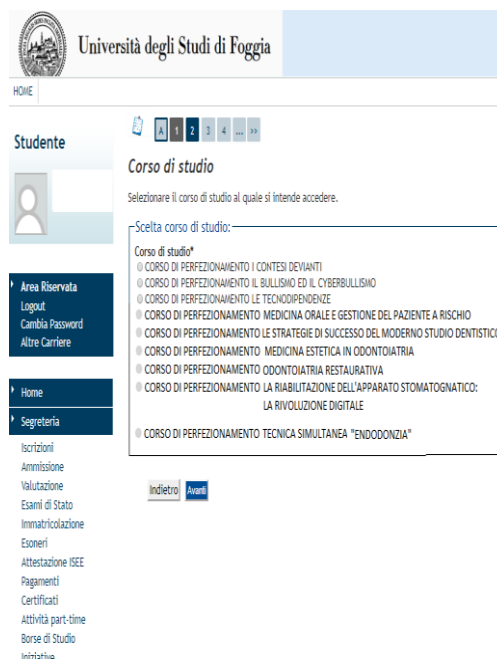 Università degli Studi di Foggia
HOME
Studente
A 1 2 3 4 ... >>
Corso di studio
Selezionare il corso di studio al quale si intende accedere.
Scelta corso di studio:
Corso di studio*
CORSO DI PERFEZIONAMENTO I CONTESI DEVIANTI
CORSO DI PERFEZIONAMENTO IL BULLISMO ED IL CYBERBULLISMO
CORSO DI PERFEZIONAMENTO LE TECNODIPENDENZE
CORSO DI PERFEZIONAMENTO MEDICINA ORALE E GESTIONE DEL PAZIENTE A RISCHIO
CORSO DI PERFEZIONAMENTO LE STRATEGIE DI SUCCESSO DEL MODERNO STUDIO DENTISTICO
CORSO DI PERFEZIONAMENTO MEDICINA ESTETICA IN ODONTOIATRIA
CORSO DI PERFEZIONAMENTO ODONTOIATRIA RESTAURATIVA
CORSO DI PERFEZIONAMENTO LA RIABILITAZIONE DELL'APPARATO STOMATOGNATICO:
LA RIVOLUZIONE DIGITALE
CORSO DI PERFEZIONAMENTO TECNICA SIMULTANEA "ENDODONZIA"
Indietro Avanti
Area Riservata
Logout
Cambia Password
Altre Carriere
Home
Segreteria
Iscrizioni
Ammissione
Valutazione
Esami di Stato
Immatricolazione
Esoneri
Attestazione ISEE
Pagamenti
Certificati
Attività part-time
Borse di Studio
Iniziative